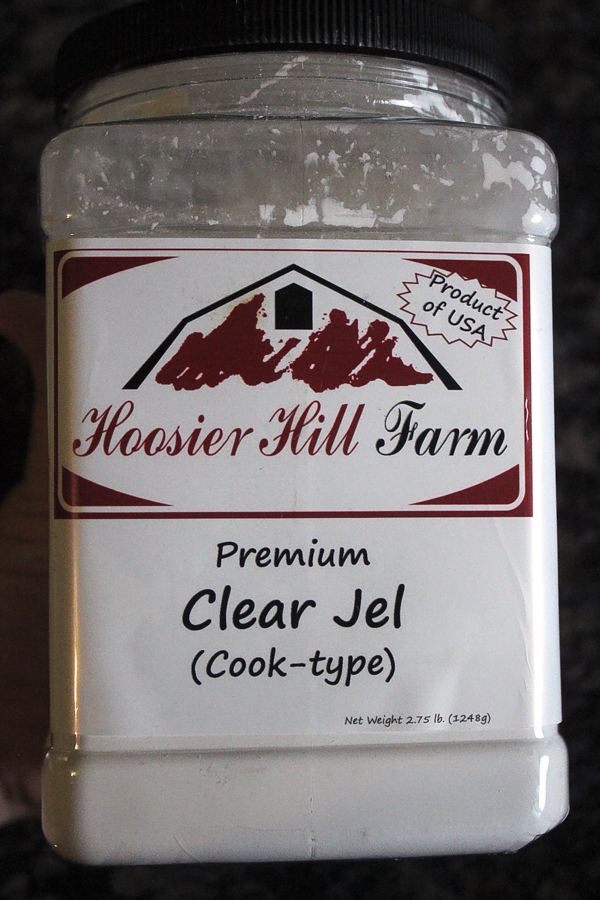 Product
of USA
Hoosier Hill Farm
Premium
Clear Jel
(Cook-type)
Net Weight 2.75 lb. (1248g)